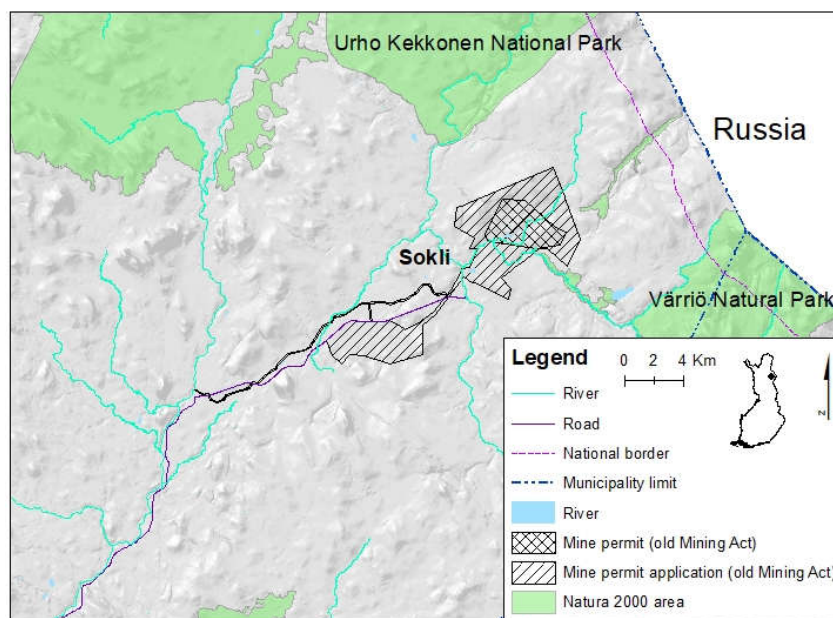 Urho Kekkonen National Park
Russia
Sokli
Värriö Natural Park
Legend
0 2 4 Km
River
Road
National border
Municipality limit
River
Mine permit (old Mining Act)
Mine permit application (old Mining Act)
Natura 2000 area
N